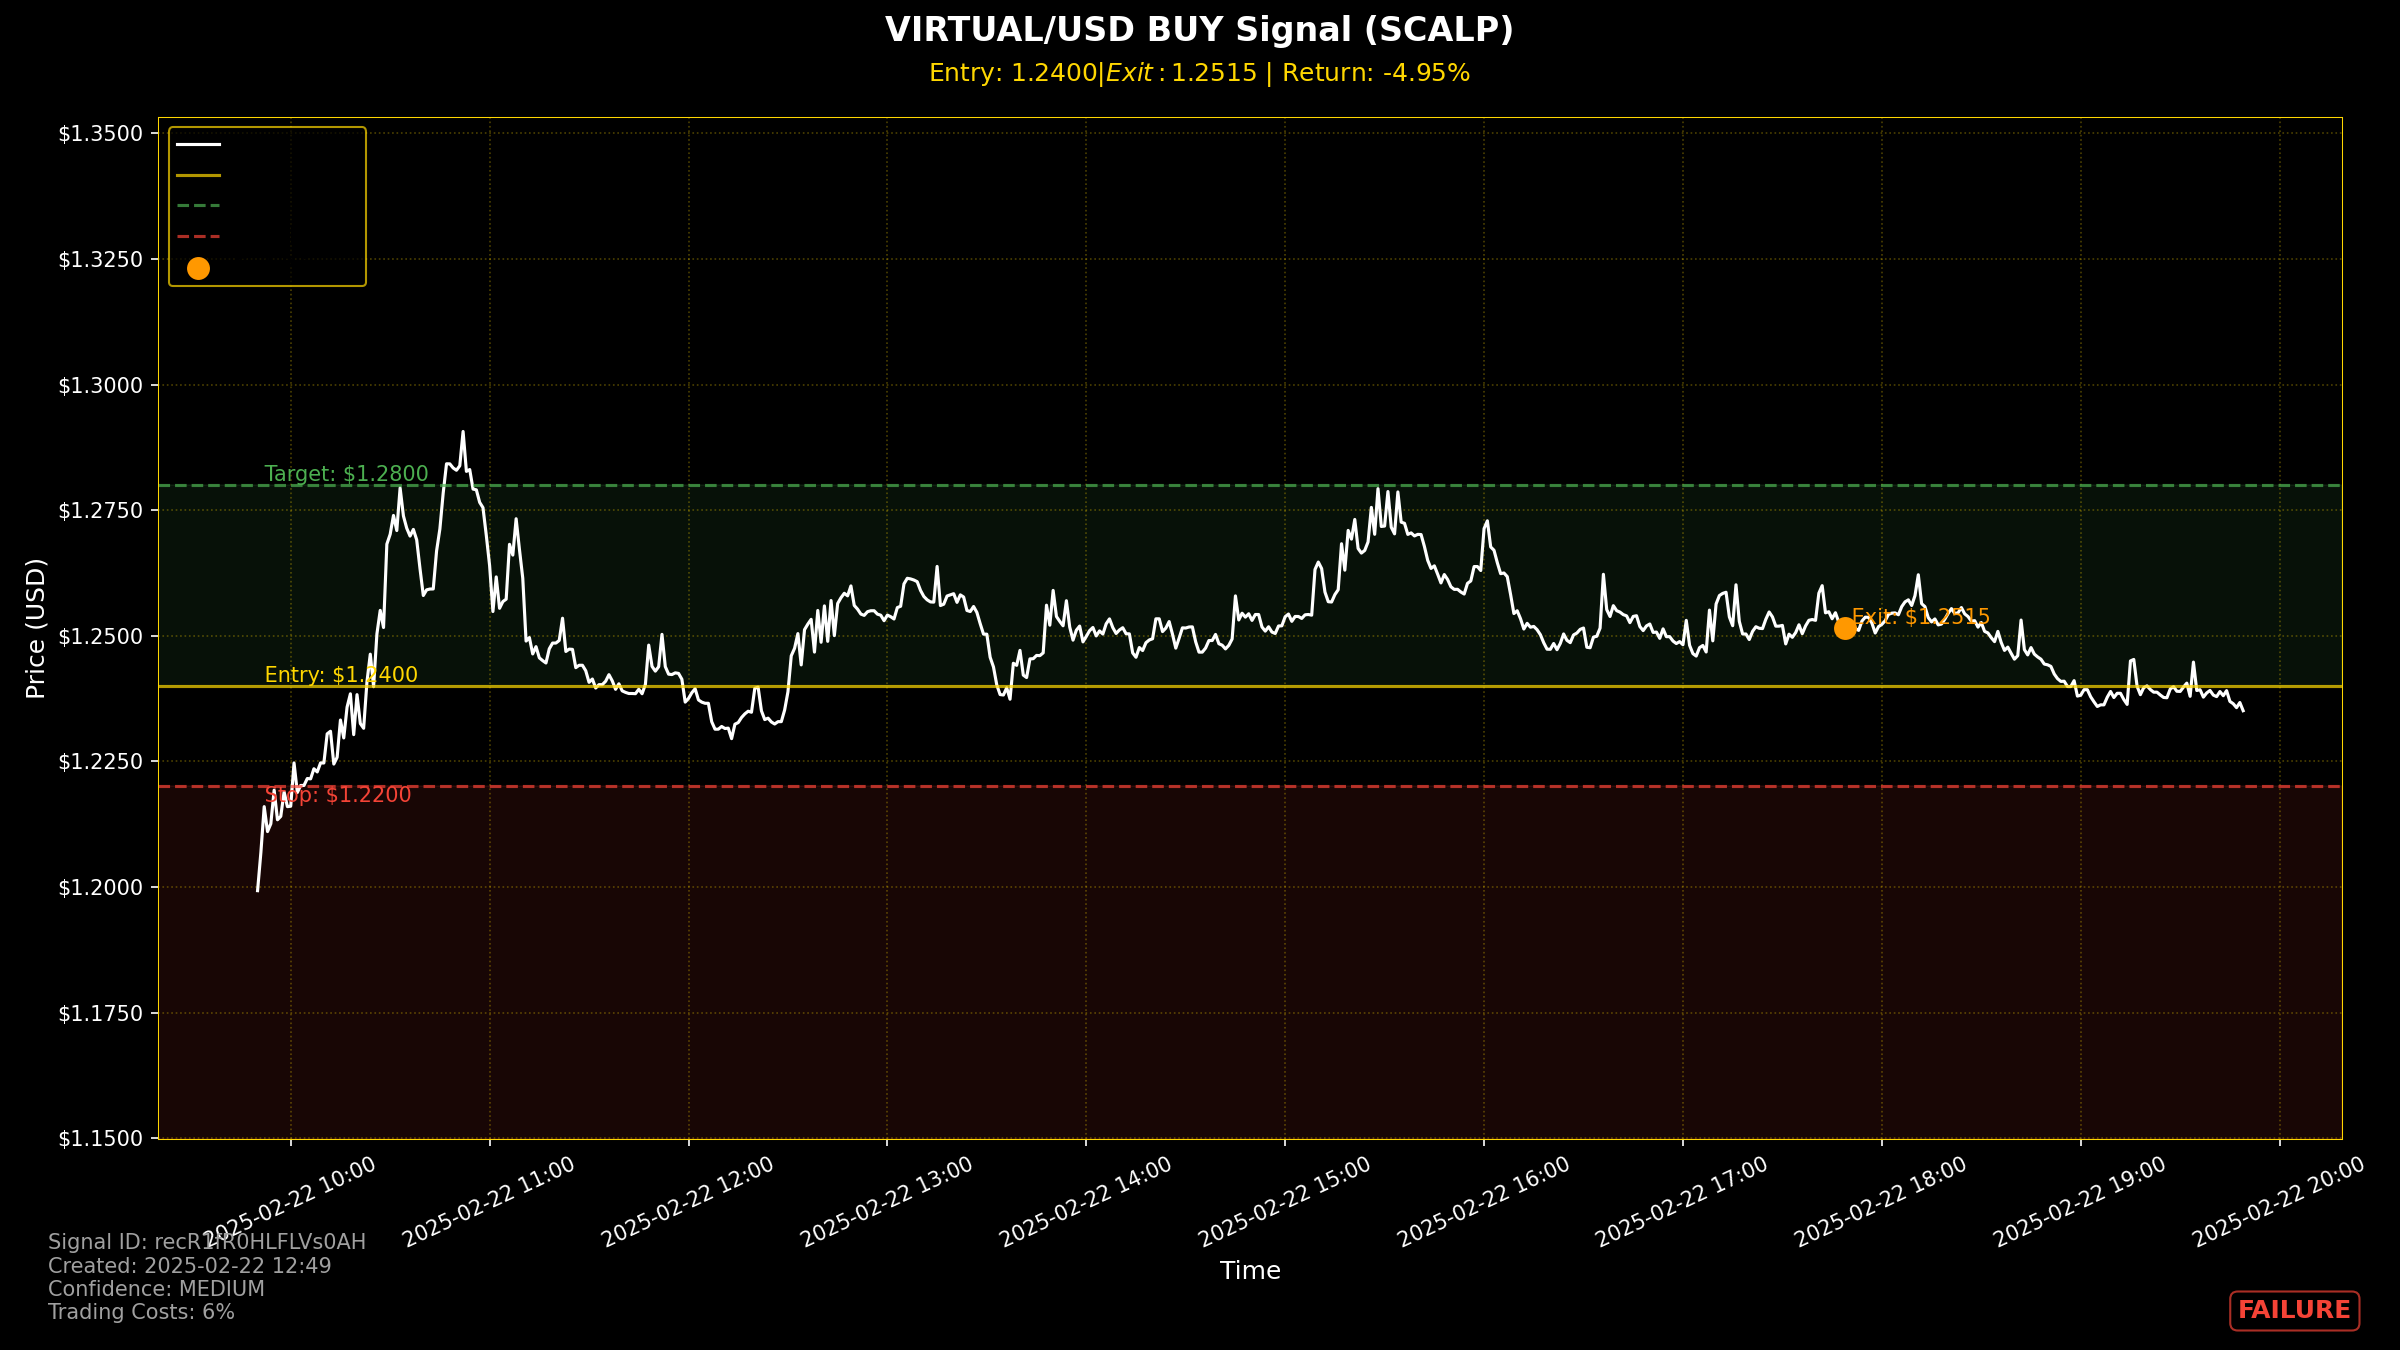 VIRTUAL/USD BUY Signal (SCALP)
Entry: 1.2400|Exit: 1.2515 | Return: -4.95%
$1.3500
$1.3250
$1.3000
Target: $1.2800
$1.2750
Exit: $1.2515
$1.2500
Entry: $1.2400
$1.2250
Stop: $1.2200
$1.2000
$1.1750
$1.1500
Price (USD)
2025-02-22 10:00
2025-02-22 11:00
2025-02-22 12:00
2025-02-22 13:00
2025-02-22 14:00
2025-02-22 15:00
2025-02-22 16:00
2025-02-22 17:00
2025-02-22 18:00
2025-02-22 19:00
2025-02-22 20:00
Time
Signal ID:
Created: 2025-02-22 12:49
Confidence: MEDIUM
Trading Costs: 6%
FAILURE